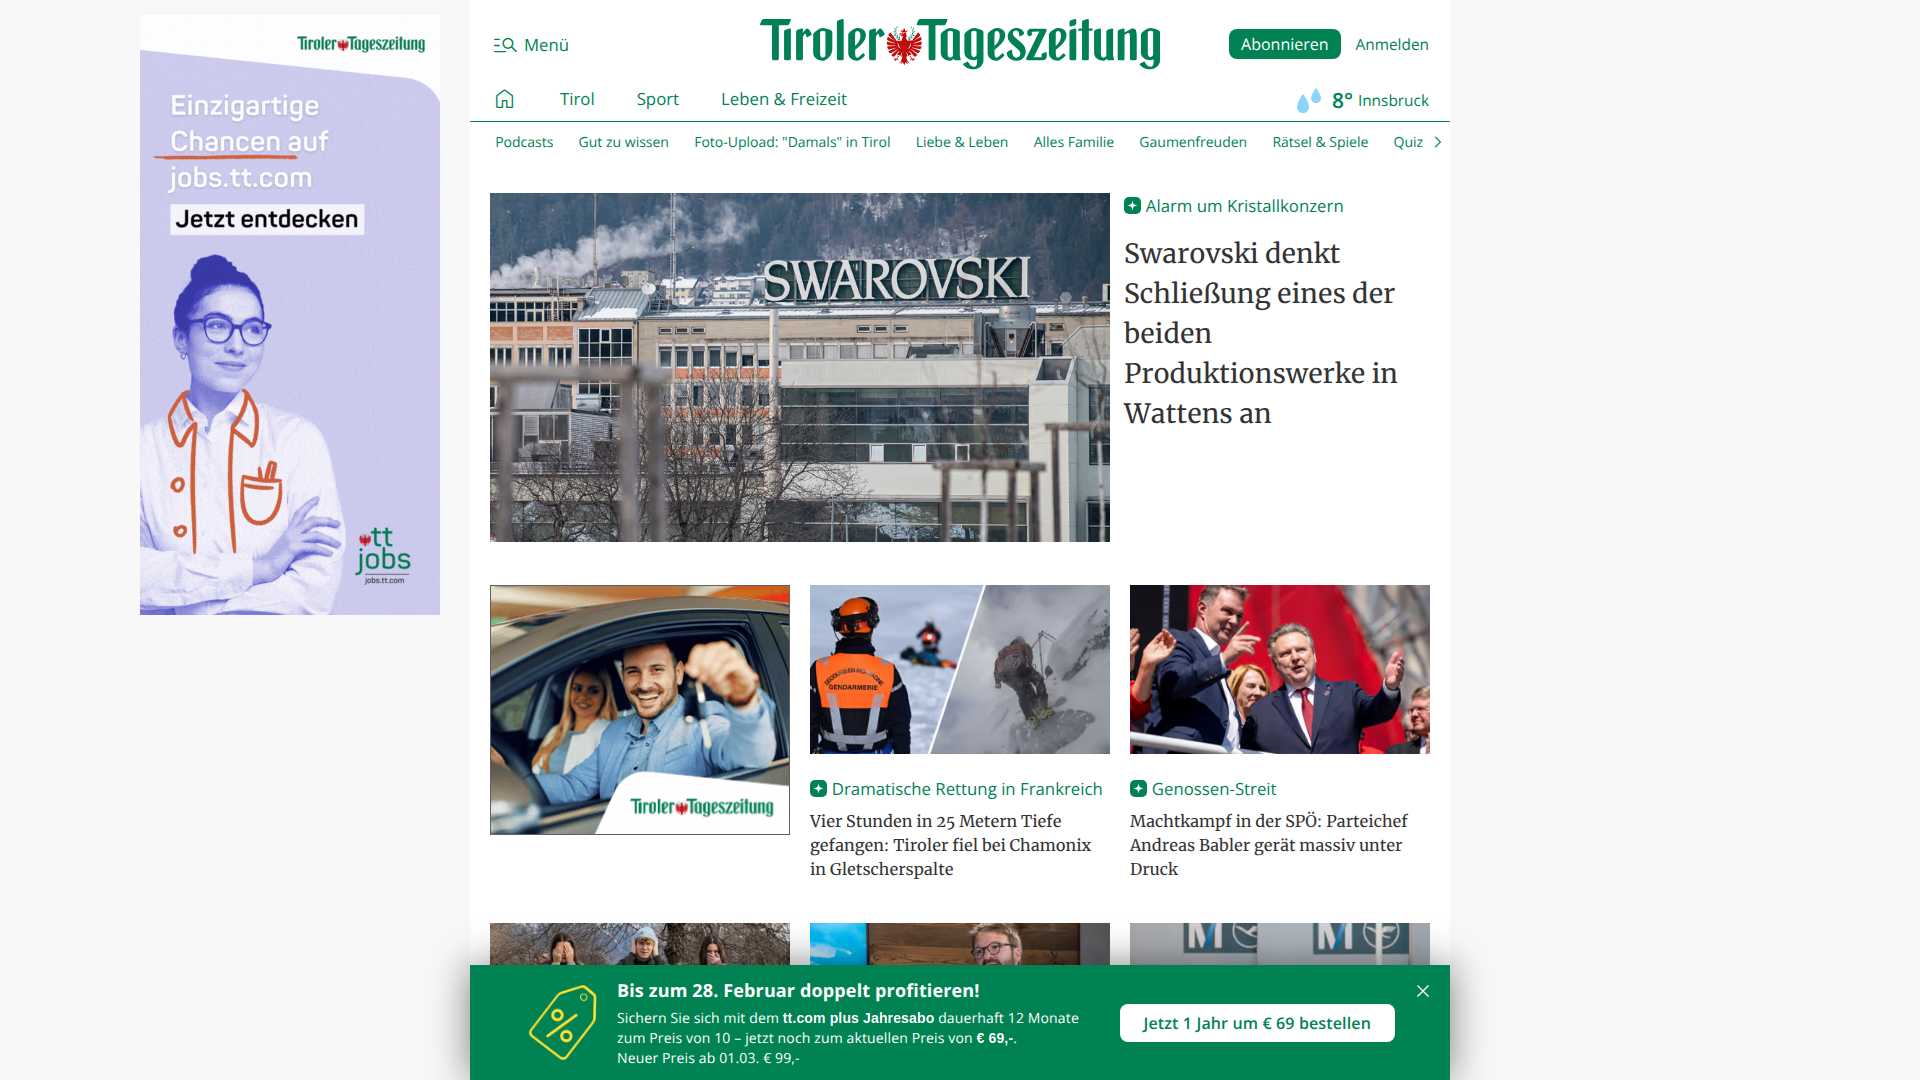 Tiroler Tageszeitung
Einzigartige
Chancen auf
jobs.tt.com
Jetzt entdecken
tt
jobs
jobs.tt.com
Menü
Tiroler Tageszeitung
Abonnieren
Anmelden
Tirol
Sport
Leben & Freizeit
8° Innsbruck
Podcasts
Gut zu wissen
Foto-Upload: "Damals" in Tirol
Liebe & Leben
Alles Familie
Gaumenfreuden
Rätsel & Spiele
Quiz
SWAROVSKI
Alarm um Kristallkonzern
Swarovski denkt
Schließung eines der
beiden
Produktionswerke in
Wattens an
Tiroler Tageszeitung
GENDARMERIE
Dramatische Rettung in Frankreich
Vier Stunden in 25 Metern Tiefe
gefangen: Tiroler fiel bei Chamonix
in Gletscherspalte
Genossen-Streit
Machtkampf in der SPÖ: Parteichef
Andreas Babler gerät massiv unter
Druck
Bis zum 28. Februar doppelt profitieren!
Sichern Sie sich mit dem tt.com plus Jahresabo dauerhaft 12 Monate
zum Preis von 10 – jetzt noch zum aktuellen Preis von € 69,-.
Neuer Preis ab 01.03. € 99,-
Jetzt 1 Jahr um € 69 bestellen